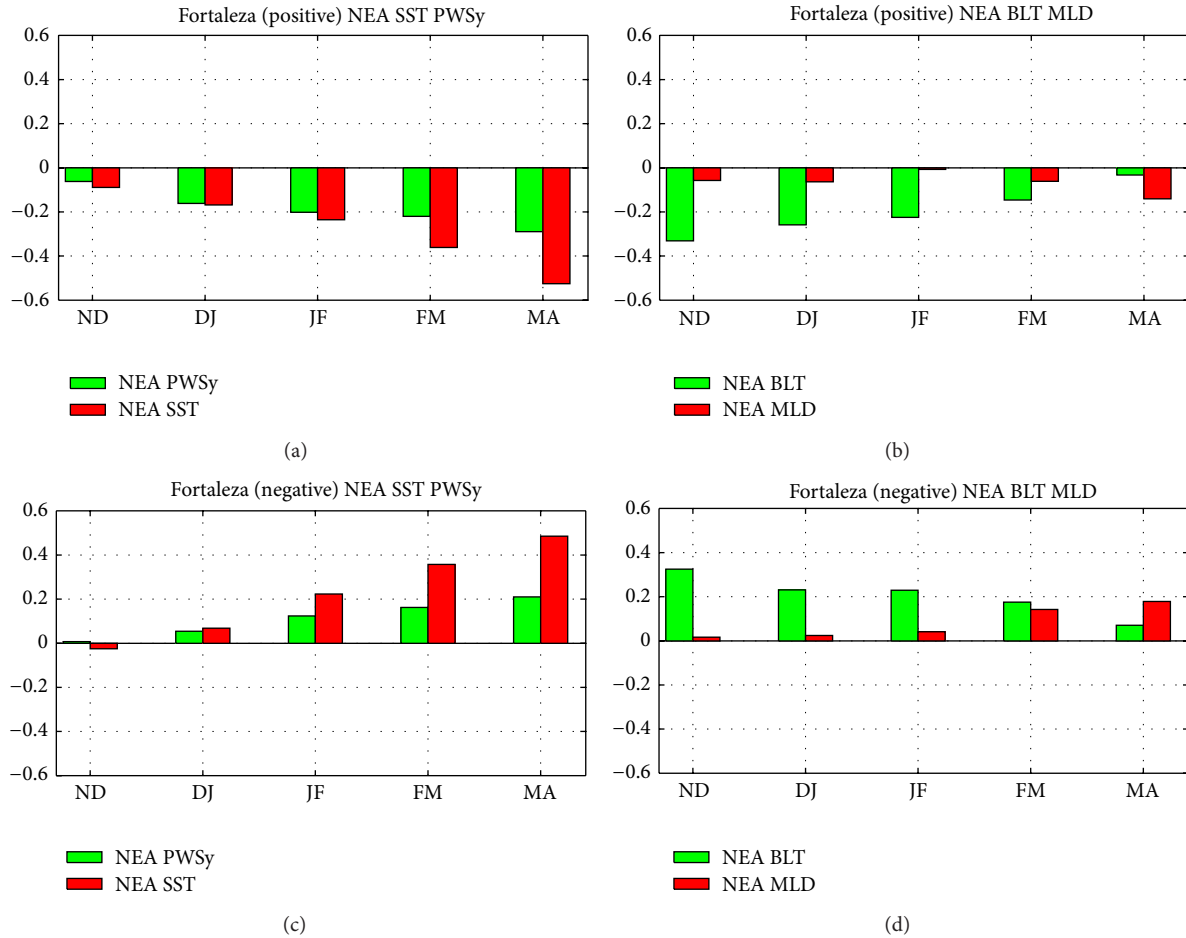 Fortaleza (positive) NEA SST PWSy
0.6
0.4
0.2
0
−0.2
−0.4
−0.6
ND DJ JF FM MA
NEA PWSy
NEA SST
(a)
Fortaleza (positive) NEA BLT MLD
0.6
0.4
0.2
0
−0.2
−0.4
−0.6
ND DJ JF FM MA
NEA BLT
NEA MLD
(b)
Fortaleza (negative) NEA SST PWSy
0.6
0.4
0.2
0
−0.2
−0.4
−0.6
ND DJ JF FM MA
NEA PWSy
NEA SST
(c)
Fortaleza (negative) NEA BLT MLD
0.6
0.4
0.2
0
−0.2
−0.4
−0.6
ND DJ JF FM MA
NEA BLT
NEA MLD
(d)